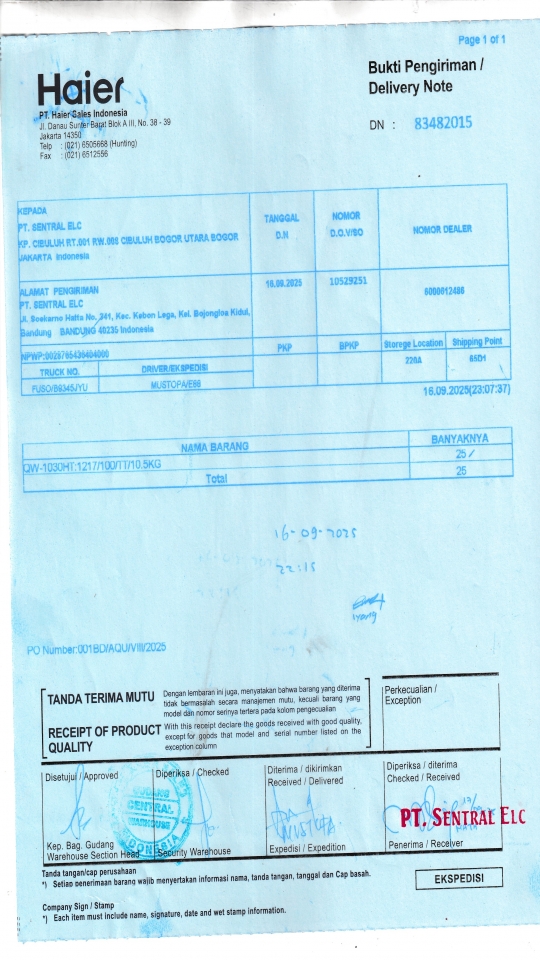 Page 1 of 1
Haier
PT. Haier Sales Indonesia
Jl. Danau Sunter Barat Blok A III, No. 38 - 39
Jakarta 14350
Telp : (021) 6505668 (Hunting)
Fax : (021) 6512556
Bukti Pengiriman /
Delivery Note
DN : 83482015
KEPADA
PT. SENTRAL ELC
KP. CIBULUH RT.001 RW.008 CIBULUH BOGOR UTARA BOGOR
JAKARTA Indonesia
TANGGAL
D.N
NOMOR
D.O./SO
NOMOR DEALER
ALAMAT PENGIRIMAN
PT. SENTRAL ELC
Jl. Soekarno Hatta No. 341, Kec. Kebon Lega, Kel. Bojongloa Kidul,
Bandung BANDUNG 40235 Indonesia
16.09.2025
10529251
6000012486
NPWP:0028765439404000
PKP
BPKP
Storege Location
Shipping Point
220A
65D1
TRUCK NO.
DRIVER/EKSPEDISI
FUSO/B9345JYU
MUSTOPA/E66
16.09.2025(23:07:37)
NAMA BARANG
BANYAKNYA
QW-1030HT:1217/100/TT/10.5KG
25
Total
25
16-09-2025
22:15
PO Number:001BD/AQU/VIII/2025
TANDA TERIMA MUTU
Dengan lembaran ini juga, menyatakan bahwa barang yang diterima
tidak bermasalah secara manajemen mutu, kecuali barang yang
model dan nomor serinya tertera pada kolom pengecualian
RECEIPT OF PRODUCT
QUALITY
With this receipt declare the goods received with good quality,
except for goods that model and serial number listed on the
exception column
Perkecualian /
Exception
Disetujui / Approved
Diperiksa / Checked
Diterima / dikirimkan
Received / Delivered
Diperiksa / diterima
Checked / Received
GUDANG
CENTRAL
WAREHOUSE
INDONESIA
MUSTOFA
PT. SENTRAL ELC
Kep. Bag. Gudang
Warehouse Section Head
Security Warehouse
Expedisi / Expedition
Penerima / Receiver
Tanda tangan/cap perusahaan
*) Setiap penerimaan barang wajib menyertakan informasi nama, tanda tangan, tanggal dan Cap basah.
EKSPEDISI
Company Sign / Stamp
*) Each item must include name, signature, date and wet stamp information.